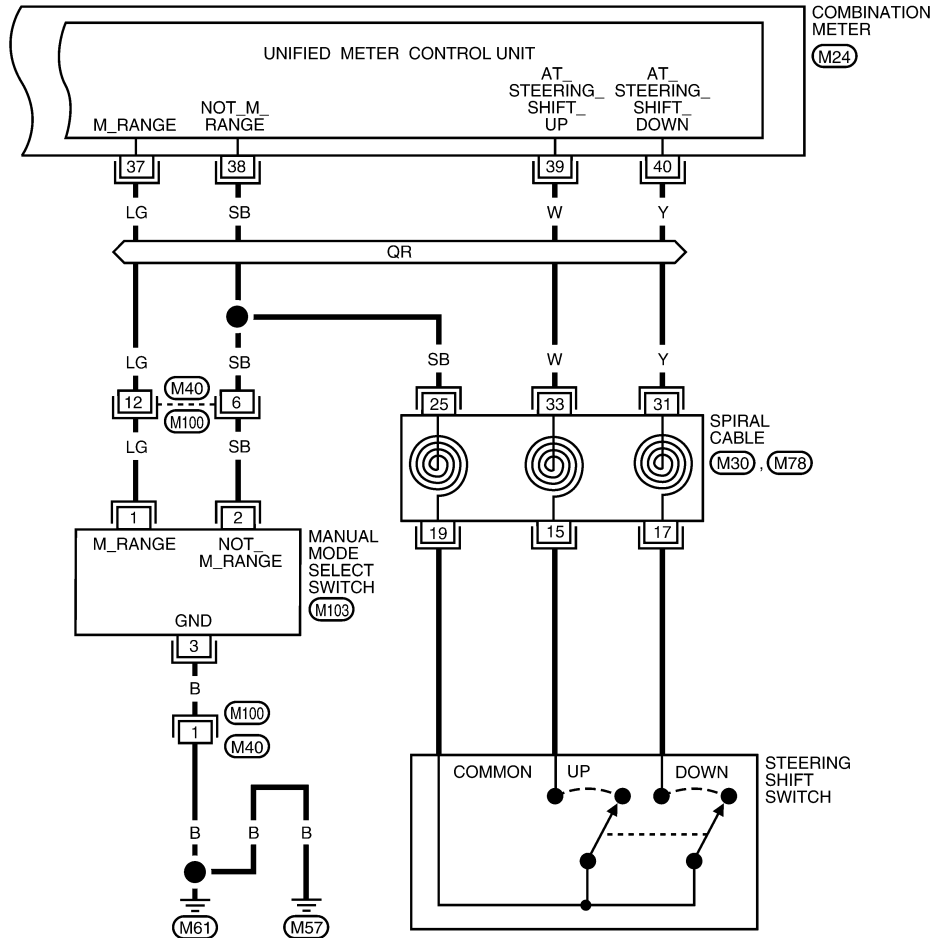 COMBINATION
METER
M24
UNIFIED METER CONTROL UNIT
M_RANGE
NOT_M_
RANGE
AT_
STEERING_
SHIFT_
UP
AT_
STEERING_
SHIFT_
DOWN
37
38
39
40
LG
SB
W
Y
QR
LG
SB
SB
W
Y
12
M40
M100
6
25
33
31
SPIRAL
CABLE
M30 , M78
LG
SB
1
2
19
15
17
M_RANGE
NOT_
M_RANGE
MANUAL
MODE
SELECT
SWITCH
M103
GND
3
B
1
M100
M40
COMMON
UP
DOWN
STEERING
SHIFT
SWITCH
B
B
B
M61
M57